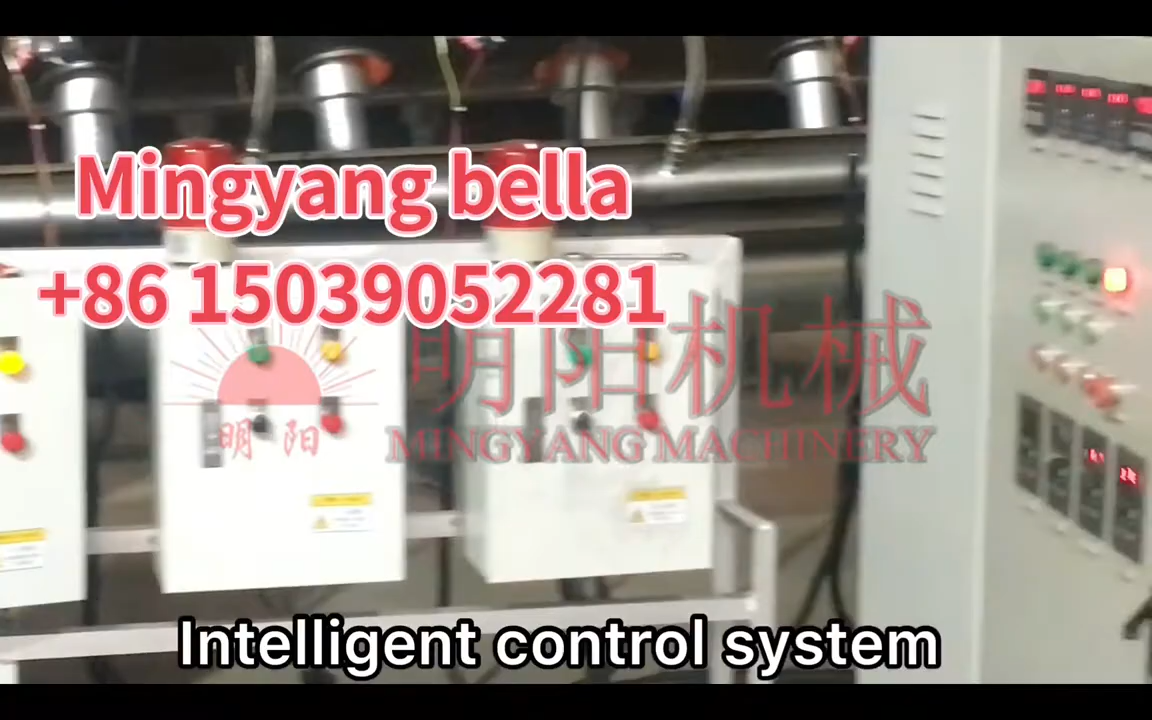 Mingyang bella
+86 15039052281
明阳机械
明 阳
MINGYANG MACHINERY
Intelligent control system